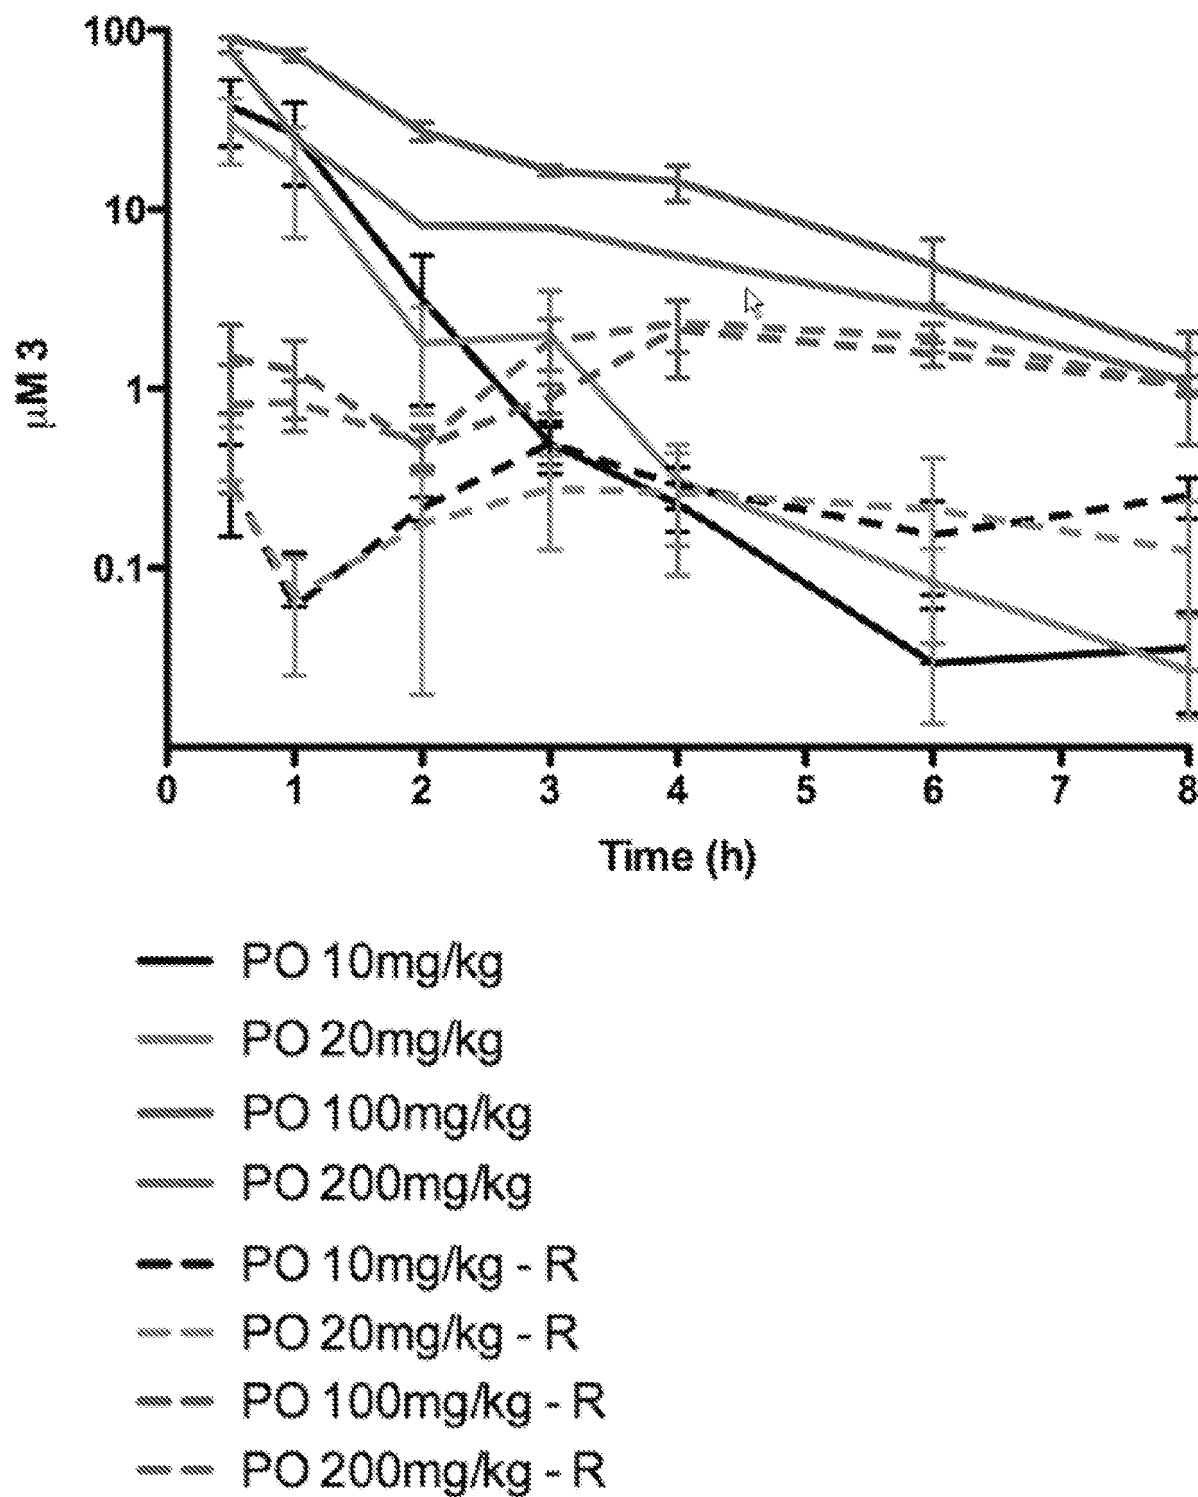 100
10
1
0.1
μM 3
0 1 2 3 4 5 6 7 8
Time (h)
PO 10mg/kg
PO 20mg/kg
PO 100mg/kg
PO 200mg/kg
PO 10mg/kg - R
PO 20mg/kg - R
PO 100mg/kg - R
PO 200mg/kg - R